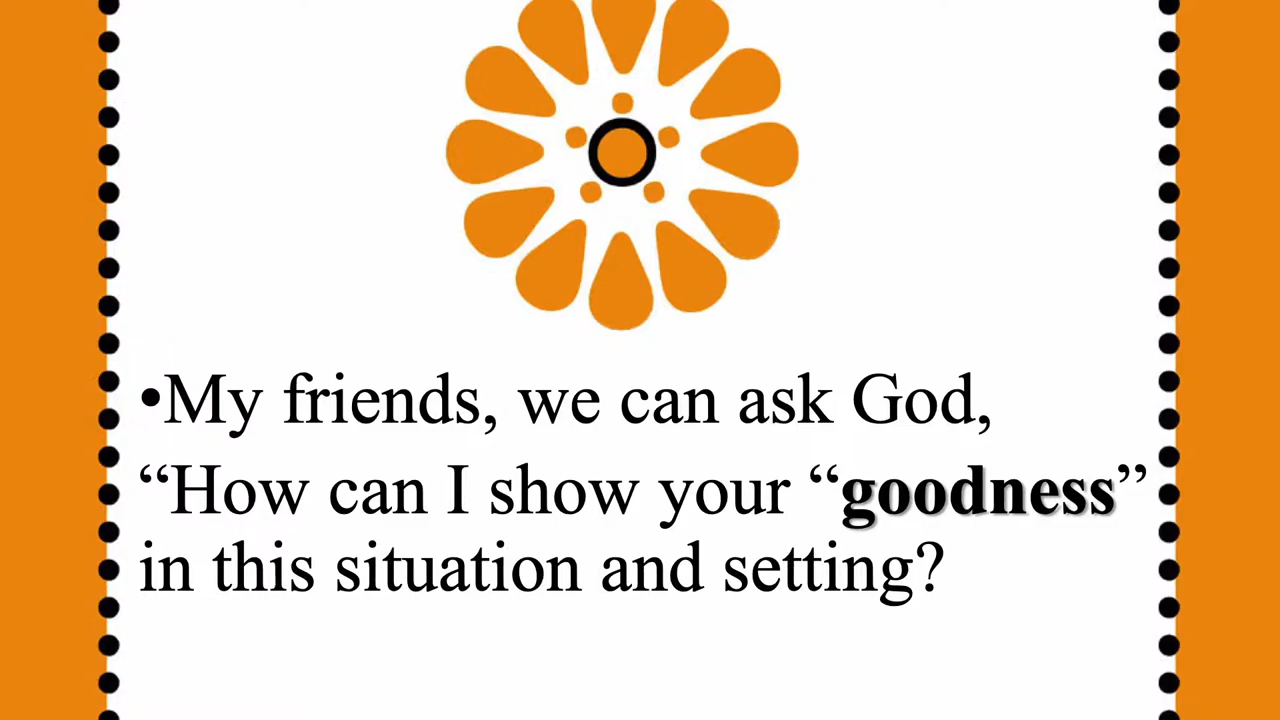 •My friends, we can ask God,
“How can I show your “goodness”
in this situation and setting?